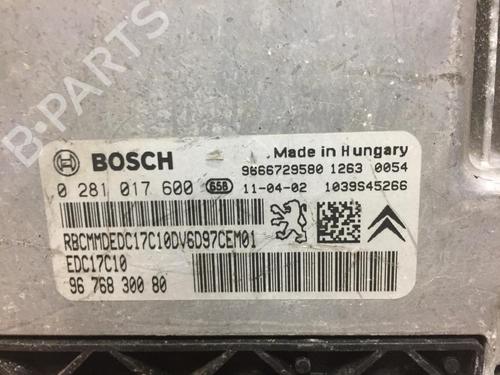 B-PARTS
BOSCH
Made in Hungary
9666729580 1263 0054
0 281 017 600 658 11-04-02 1039S45266
RBCMMDEDC17C10DV6D97CEM01
EDC17C10
96 768 300 80